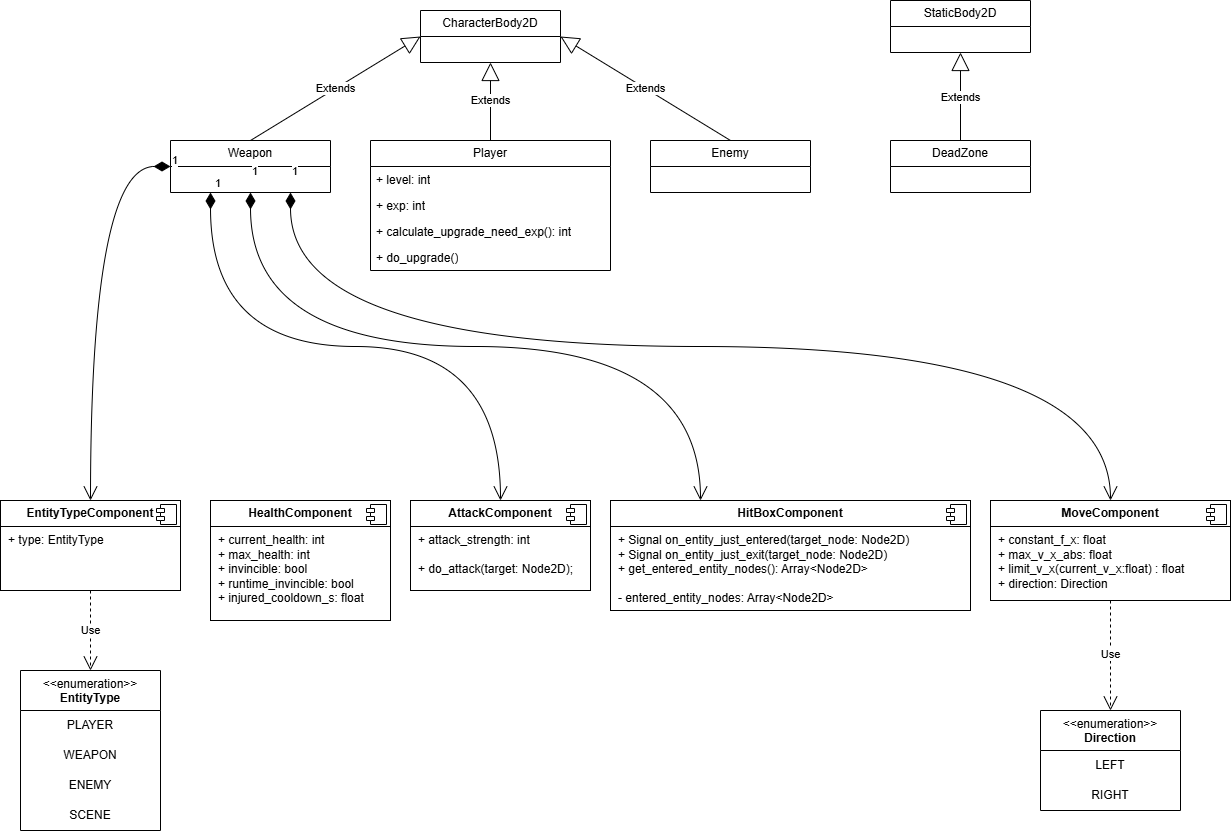 CharacterBody2D
StaticBody2D
Extends
Extends
Extends
Extends
Weapon
1
1
1
1
Player
+ level: int
+ exp: int
+ calculate_upgrade_need_exp(): int
+ do_upgrade()
Enemy
DeadZone
EntityTypeComponent
+ type: EntityType
HealthComponent
+ current_health: int
+ max_health: int
+ invincible: bool
+ runtime_invincible: bool
+ injured_cooldown_s: float
AttackComponent
+ attack_strength: int
+ do_attack(target: Node2D);
HitBoxComponent
+ Signal on_entity_just_entered(target_node: Node2D)
+ Signal on_entity_just_exit(target_node: Node2D)
+ get_entered_entity_nodes(): Array<Node2D>
- entered_entity_nodes: Array<Node2D>
MoveComponent
+ constant_f_x: float
+ max_v_x_abs: float
+ limit_v_x(current_v_x:float) : float
+ direction: Direction
Use
Use
<<enumeration>>
EntityType
PLAYER
WEAPON
ENEMY
SCENE
<<enumeration>>
Direction
LEFT
RIGHT